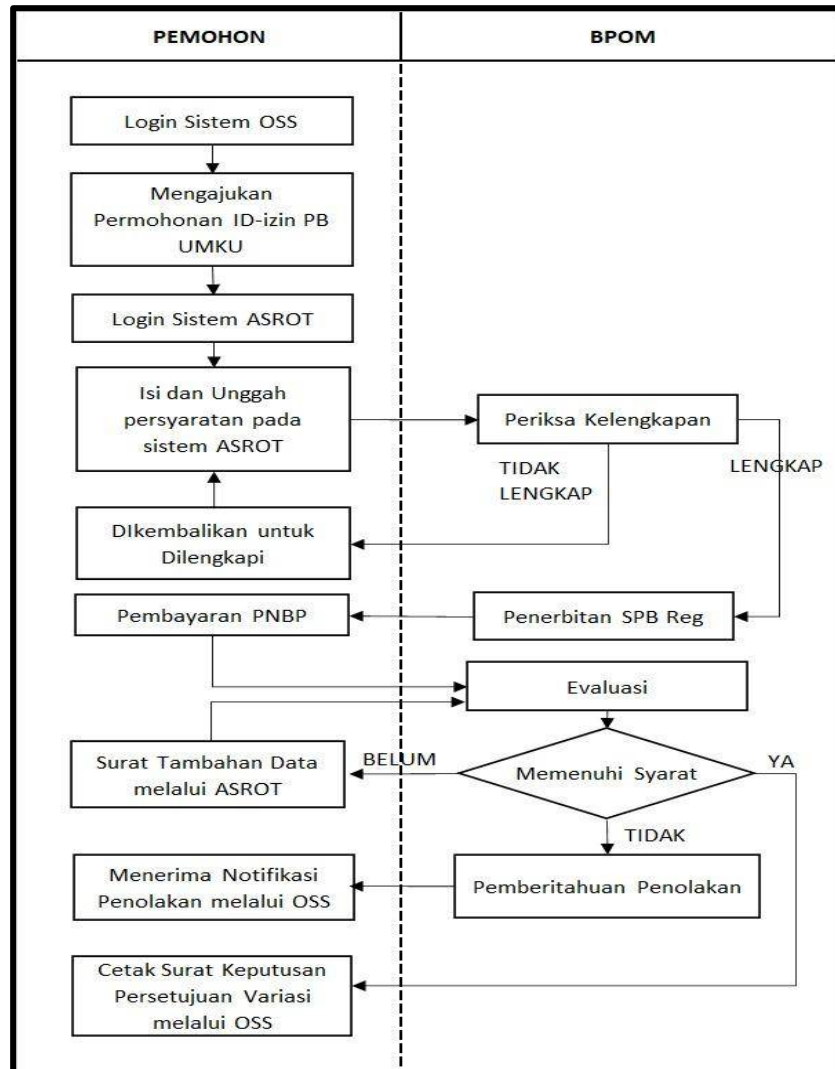 PEMOHON
BPOM
Login Sistem OSS
Mengajukan
Permohonan ID-izin PB
UMKU
Login Sistem ASROT
Isi dan Unggah
persyaratan pada
sistem ASROT
Periksa Kelengkapan
TIDAK
LENGKAP
LENGKAP
DIkembalikan untuk
Dilengkapi
Pembayaran PNBP
Penerbitan SPB Reg
Evaluasi
Surat Tambahan Data
melalui ASROT
BELUM
Memenuhi Syarat
YA
TIDAK
Menerima Notifikasi
Penolakan melalui OSS
Pemberitahuan Penolakan
Cetak Surat Keputusan
Persetujuan Variasi
melalui OSS